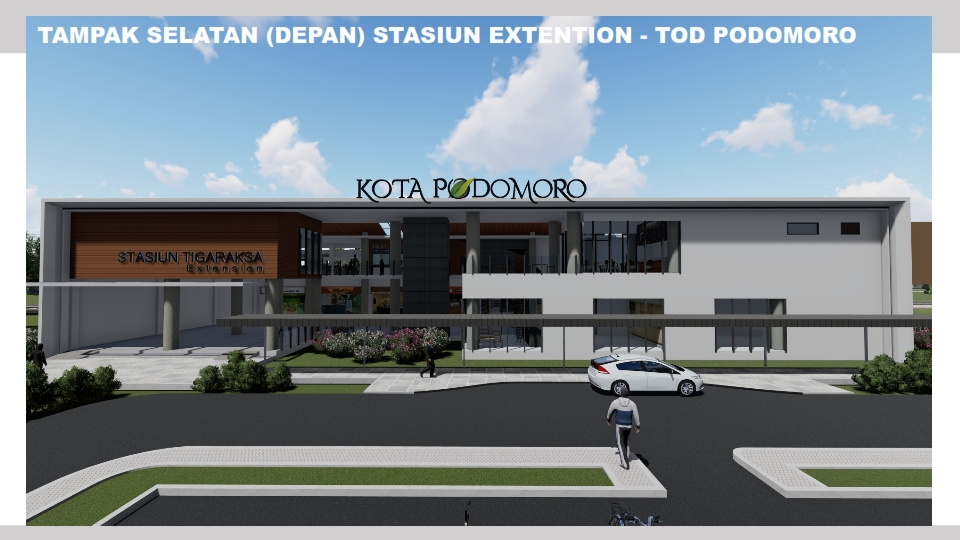 TAMPAK SELATAN (DEPAN) STASIUN EXTENTION - TOD PODOMORO
KOTA PODOMORO
STASIUN TIGARAKSA
Extension